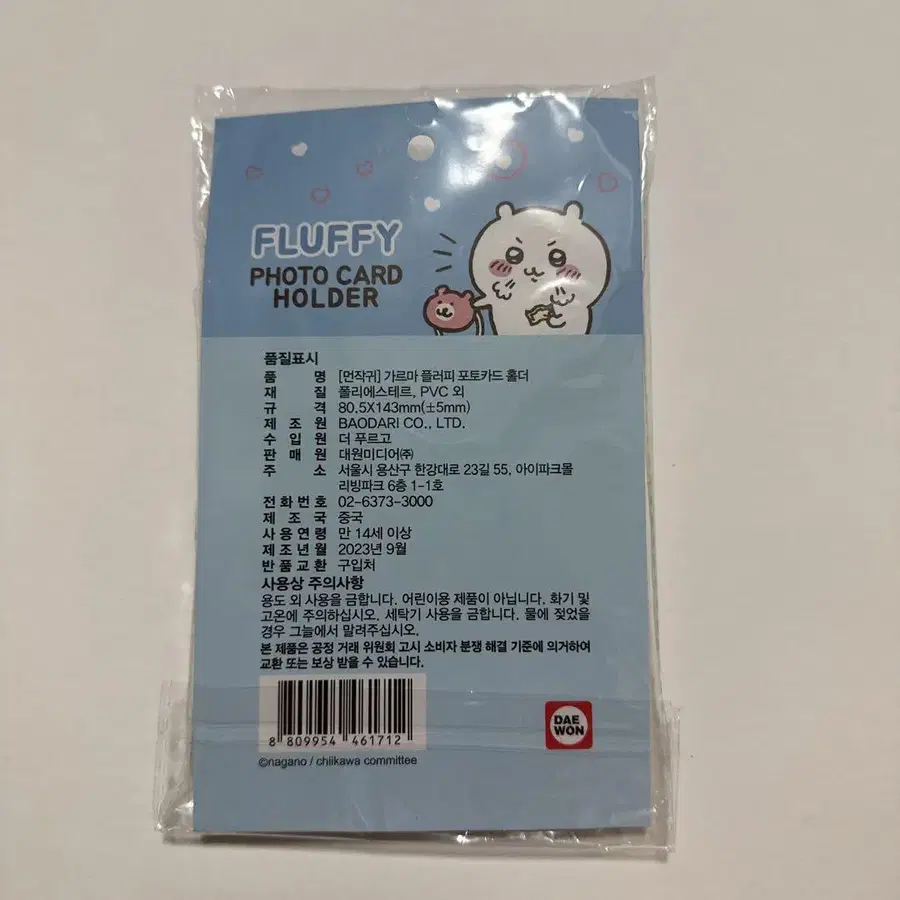 FLUFFY
PHOTO CARD
HOLDER
품질표시
품 명 [먼작귀] 가르마 플러피 포토카드 홀더
재 질 폴리에스테르, PVC 외
규 격 80.5X143mm(±5mm)
제 조 원 BAODARI CO., LTD.
수 입 원 더 푸르고
판 매 원 대원미디어㈜
주 소 서울시 용산구 한강대로 23길 55, 아이파크몰
리빙파크 6층 1-1호
전화번호 02-6373-3000
제 조 국 중국
사용연령 만 14세 이상
제조년월 2023년 9월
반품교환 구입처
사용상 주의사항
용도 외 사용을 금합니다. 어린이용 제품이 아닙니다. 화기 및
고온에 주의하십시오. 세탁기 사용을 금합니다. 물에 젖었을
경우 그늘에서 말려주십시오.
본 제품은 공정 거래 위원회 고시 소비자 분쟁 해결 기준에 의거하여
교환 또는 보상 받을 수 있습니다.
8 809954 461712
DAE
WON
©nagano / chiikawa committee